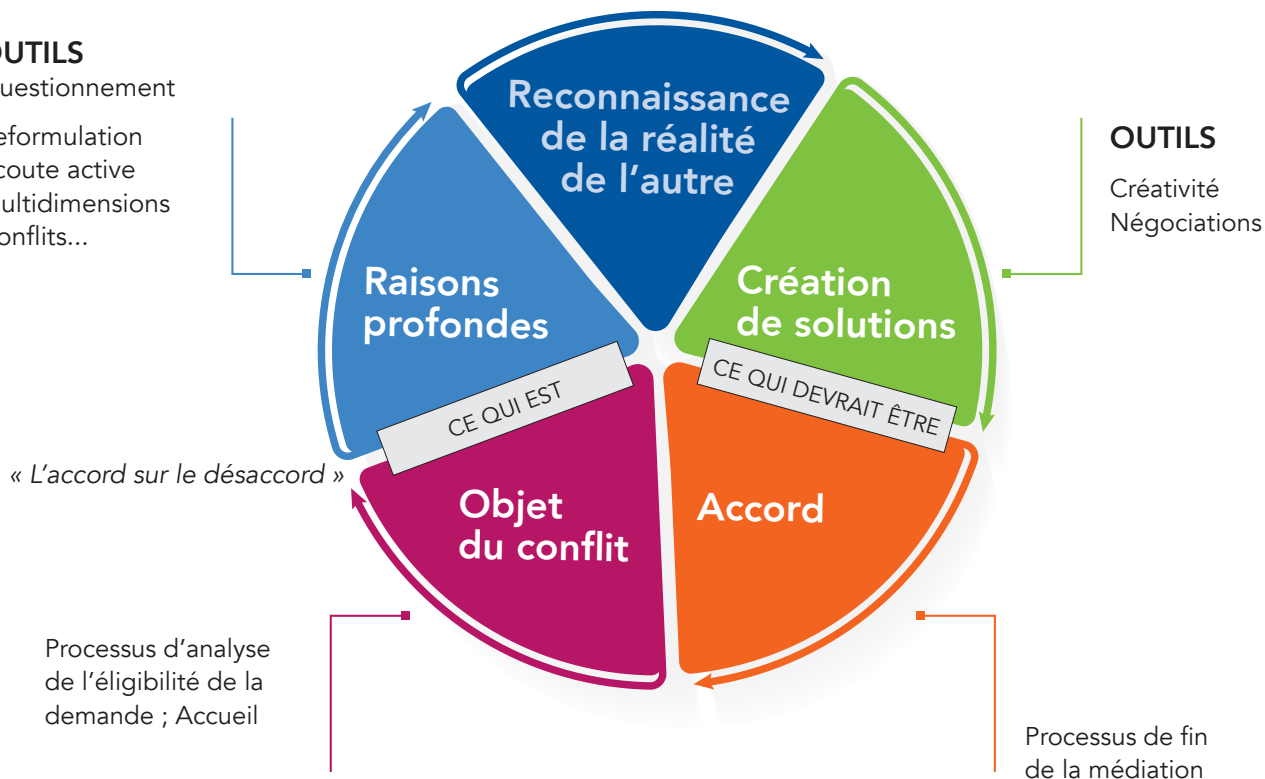 OUTILS
uestionnement
eformulation
coute active
ultidimensions
onflits...
Reconnaissance
de la réalité
de l'autre
OUTILS
Créativité
Négociations
Raisons
profondes
Création
de solutions
CE QUI EST
CE QUI DEVRAIT ÊTRE
« L'accord sur le désaccord »
Objet
du conflit
Accord
Processus d'analyse
de l'éligibilité de la
demande ; Accueil
Processus de fin
de la médiation